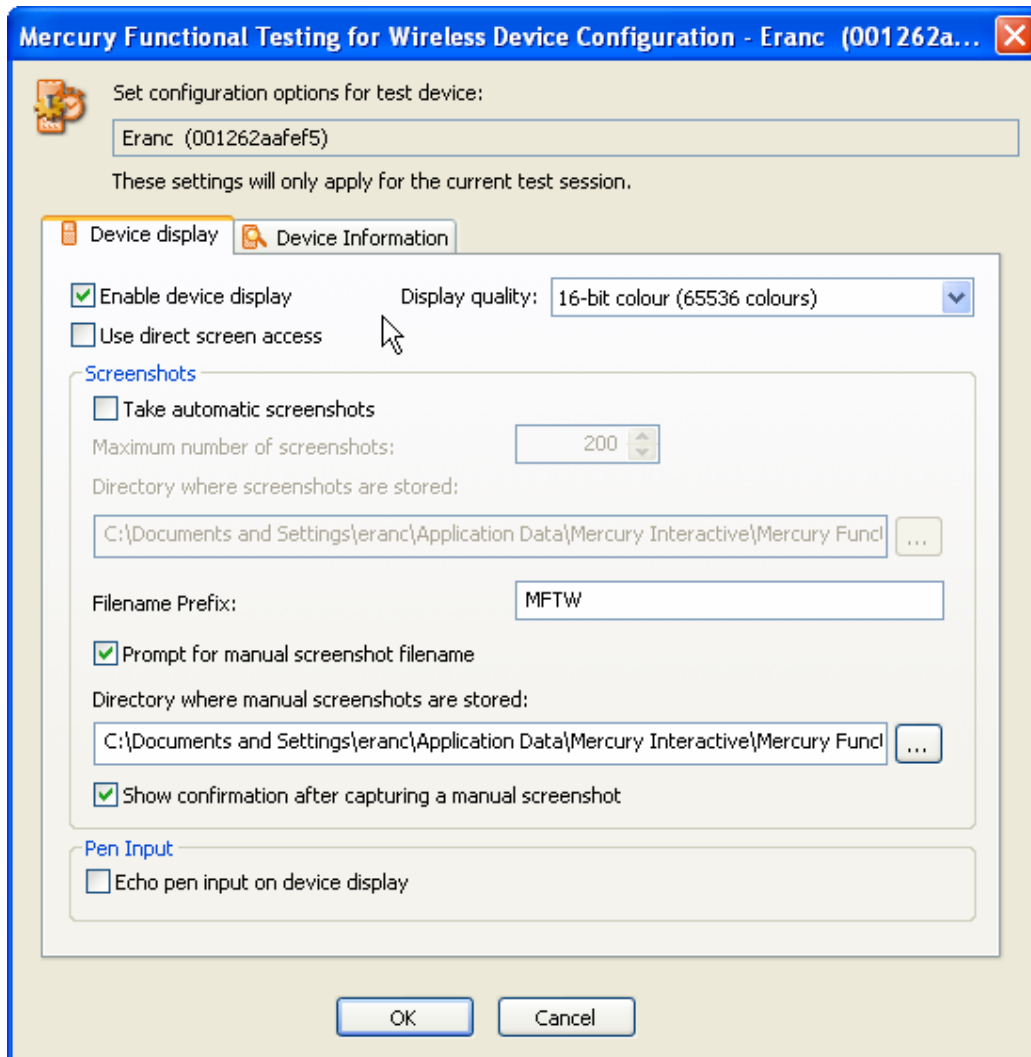 Mercury Functional Testing for Wireless Device Configuration - Eranc (001262a...
Set configuration options for test device:
Eranc (001262aafef5)
These settings will only apply for the current test session.
Device display Device Information
Enable device display Display quality: 16-bit colour (65536 colours)
Use direct screen access
Screenshots
Take automatic screenshots
Maximum number of screenshots: 200
Directory where screenshots are stored:
C:\Documents and Settings\eranc\Application Data\Mercury Interactive\Mercury Funct ...
Filename Prefix: MFTW
Prompt for manual screenshot filename
Directory where manual screenshots are stored:
C:\Documents and Settings\eranc\Application Data\Mercury Interactive\Mercury Funct ...
Show confirmation after capturing a manual screenshot
Pen Input
Echo pen input on device display
OK Cancel